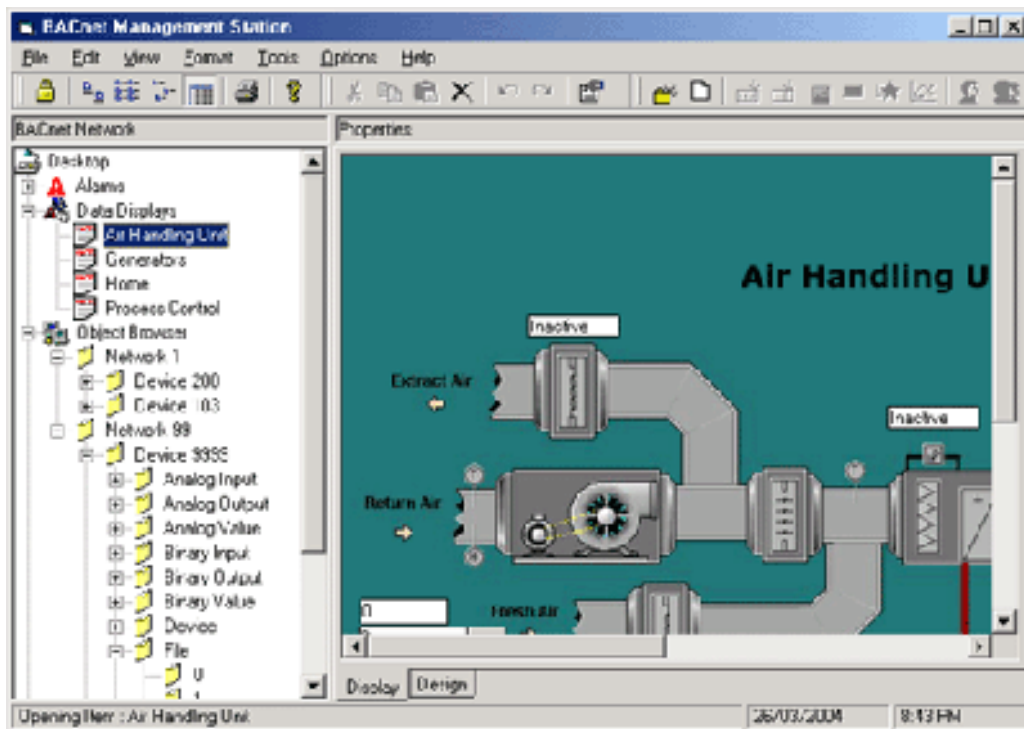 BACnet Management Station
File Edit View Format Tools Options Help
BACnet Network
Properties
Desktop
Alarms
Data Displays
Air Handling Unit
Generators
Home
Process Control
Object Browser
Network 1
Device 200
Device 103
Network 99
Device 9999
Analog Input
Analog Output
Analog Value
Binary Input
Binary Output
Binary Value
Device
File
0
1
Air Handling U
Inactive
Extract Air
Inactive
Return Air
0
Fresh Air
Display Design
Opening Item : Air Handling Unit
26/03/2004
8:43 PM